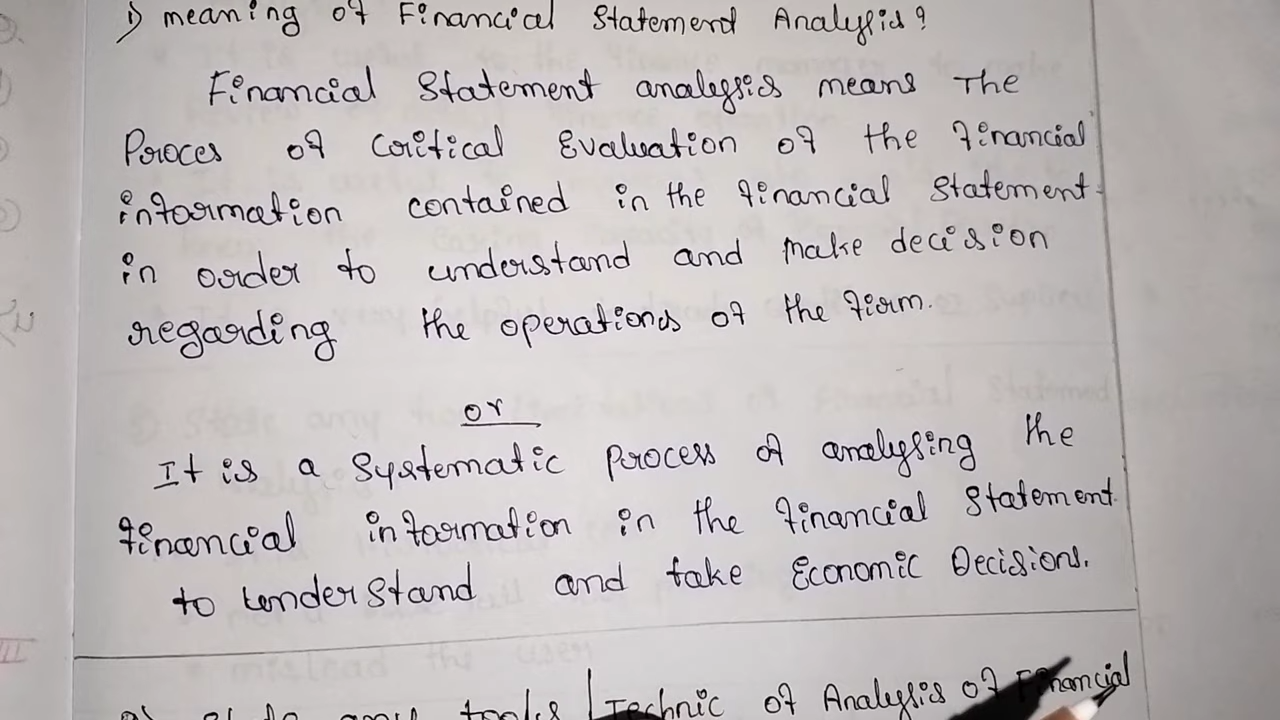 1) meaning of Financial Statement Analysis?
Financial Statement analysis means The
Proces of Critical Evaluation of the financial
information contained in the financial Statement
in order to understand and make decision
regarding the operations of the firm.
or
It is a Systematic process of analysing the
financial information in the financial Statement
to understand and take Economic Decisions.
any tools / Technic of Analysis of Financial